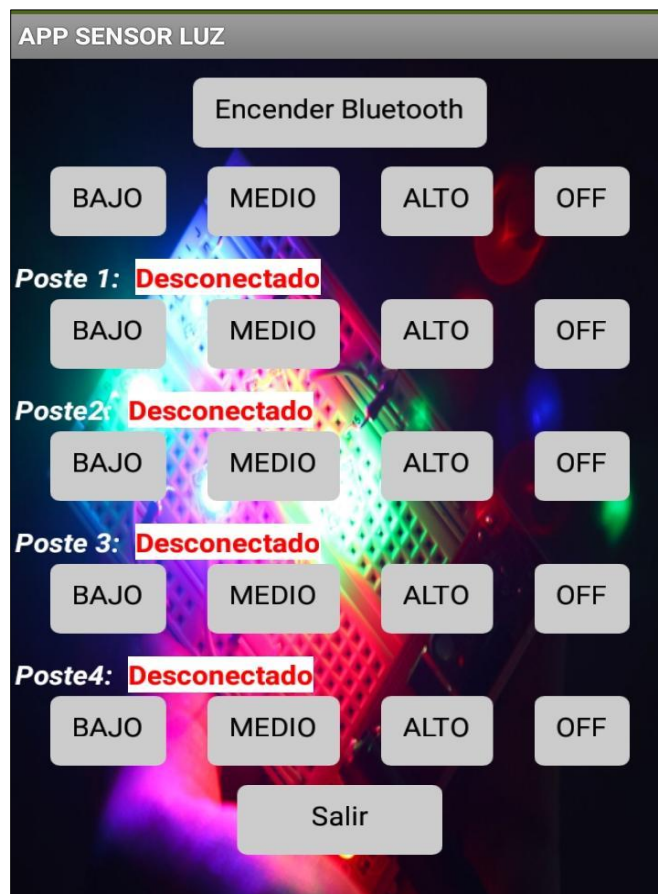 APP SENSOR LUZ
Encender Bluetooth
BAJO MEDIO ALTO OFF
Poste 1: Desconectado
BAJO MEDIO ALTO OFF
Poste2: Desconectado
BAJO MEDIO ALTO OFF
Poste 3: Desconectado
BAJO MEDIO ALTO OFF
Poste4: Desconectado
BAJO MEDIO ALTO OFF
Salir